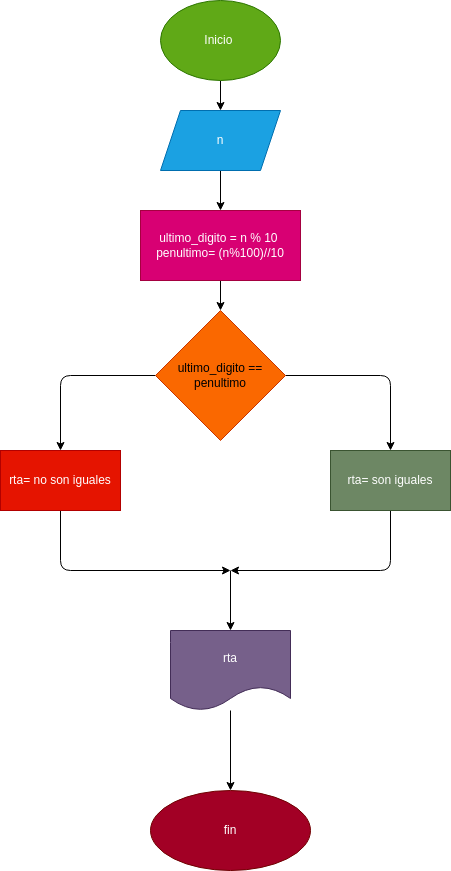 Inicio
n
ultimo_digito = n % 10
penultimo= (n%100)//10
ultimo_digito ==
penultimo
rta= no son iguales
rta= son iguales
rta
fin